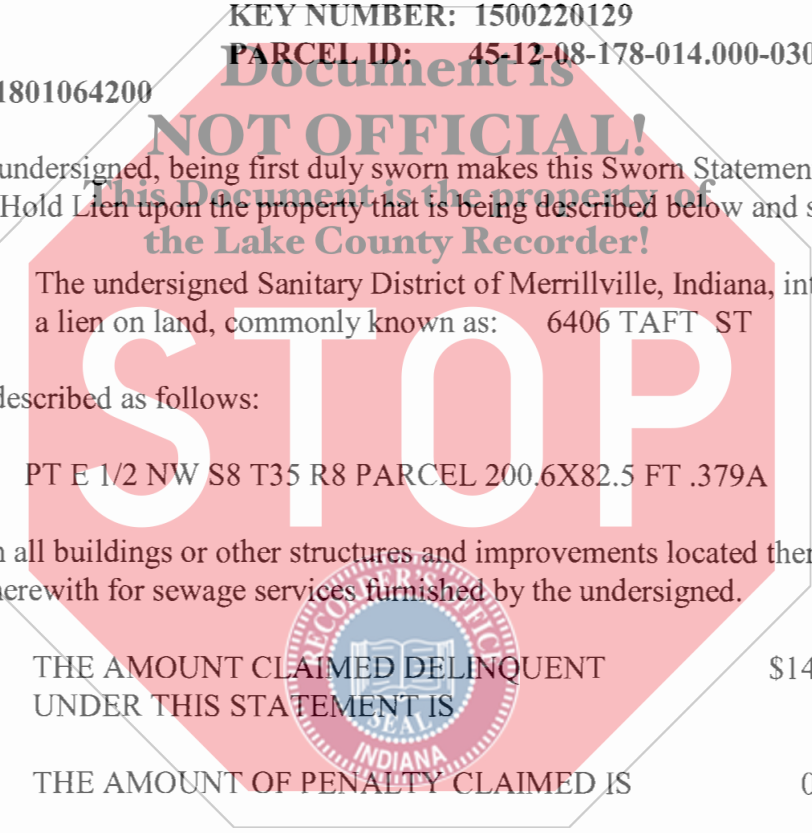 KEY NUMBER: 1500220129
PARCEL ID: 45-12-08-178-014.000-030
Document is
1801064200
NOT OFFICIAL!
undersigned, being first duly sworn makes this Sworn Statemen
This Document is the property of
Hold Lien upon the property that is being described below and s
the Lake County Recorder!
The undersigned Sanitary District of Merrillville, Indiana, int
a lien on land, commonly known as: 6406 TAFT ST
STOP
described as follows:
PT E 1/2 NW S8 T35 R8 PARCEL 200.6X82.5 FT .379A
h all buildings or other structures and improvements located ther
herewith for sewage services furnished by the undersigned.
RECORDER'S OFFICE
THE AMOUNT CLAIMED DELINQUENT $14
UNDER THIS STATEMENT IS
SEAL
INDIANA
THE AMOUNT OF PENALTY CLAIMED IS 0